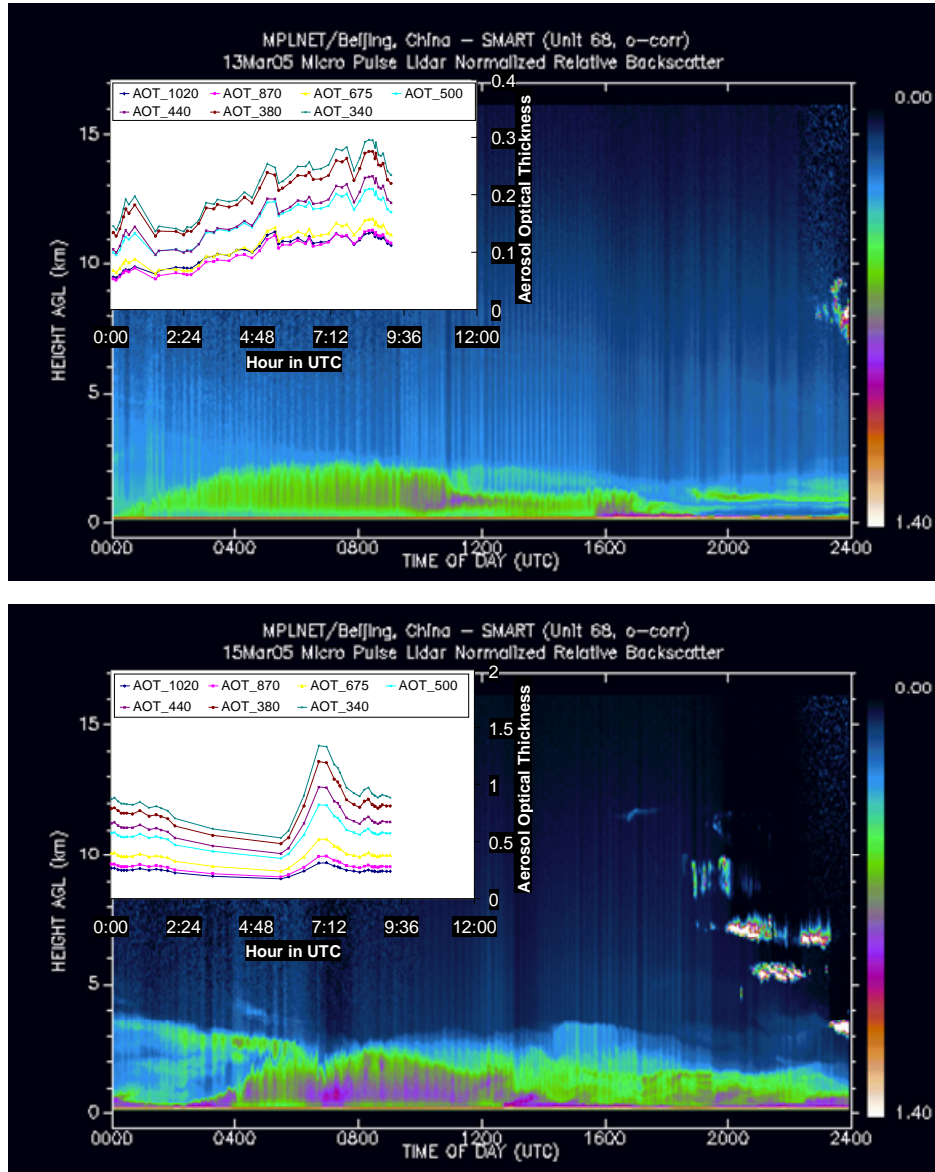 MPLNET/Beijing, China – SMART (Unit 68, o-corr)
13Mar05 Micro Pulse Lidar Normalized Relative Backscatter
AOT_1020 AOT_870 AOT_675 AOT_500
AOT_440 AOT_380 AOT_340
0.4
0.3
0.2
0.1
0
Aerosol Optical Thickness
0:00 2:24 4:48 7:12 9:36 12:00
Hour in UTC
HEIGHT AGL (km)
15
10
5
0
0000 0400 0800 1200 1600 2000 2400
TIME OF DAY (UTC)
0.00
1.40
MPLNET/Beijing, China – SMART (Unit 68, o-corr)
15Mar05 Micro Pulse Lidar Normalized Relative Backscatter
AOT_1020 AOT_870 AOT_675 AOT_500
AOT_440 AOT_380 AOT_340
2
1.5
1
0.5
0
Aerosol Optical Thickness
0:00 2:24 4:48 7:12 9:36 12:00
Hour in UTC
HEIGHT AGL (km)
15
10
5
0
0000 0400 0800 1200 1600 2000 2400
TIME OF DAY (UTC)
0.00
1.40